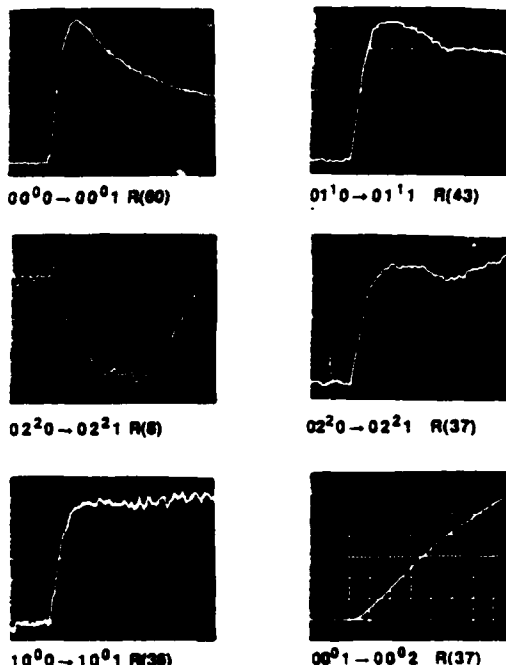 00⁰0 → 00⁰1 R(60)
01¹0 → 01¹1 R(43)
02²0 → 02²1 R(8)
02²0 → 02²1 R(37)
10⁰0 → 10⁰1 R(36)
00⁰1 → 00⁰2 R(37)